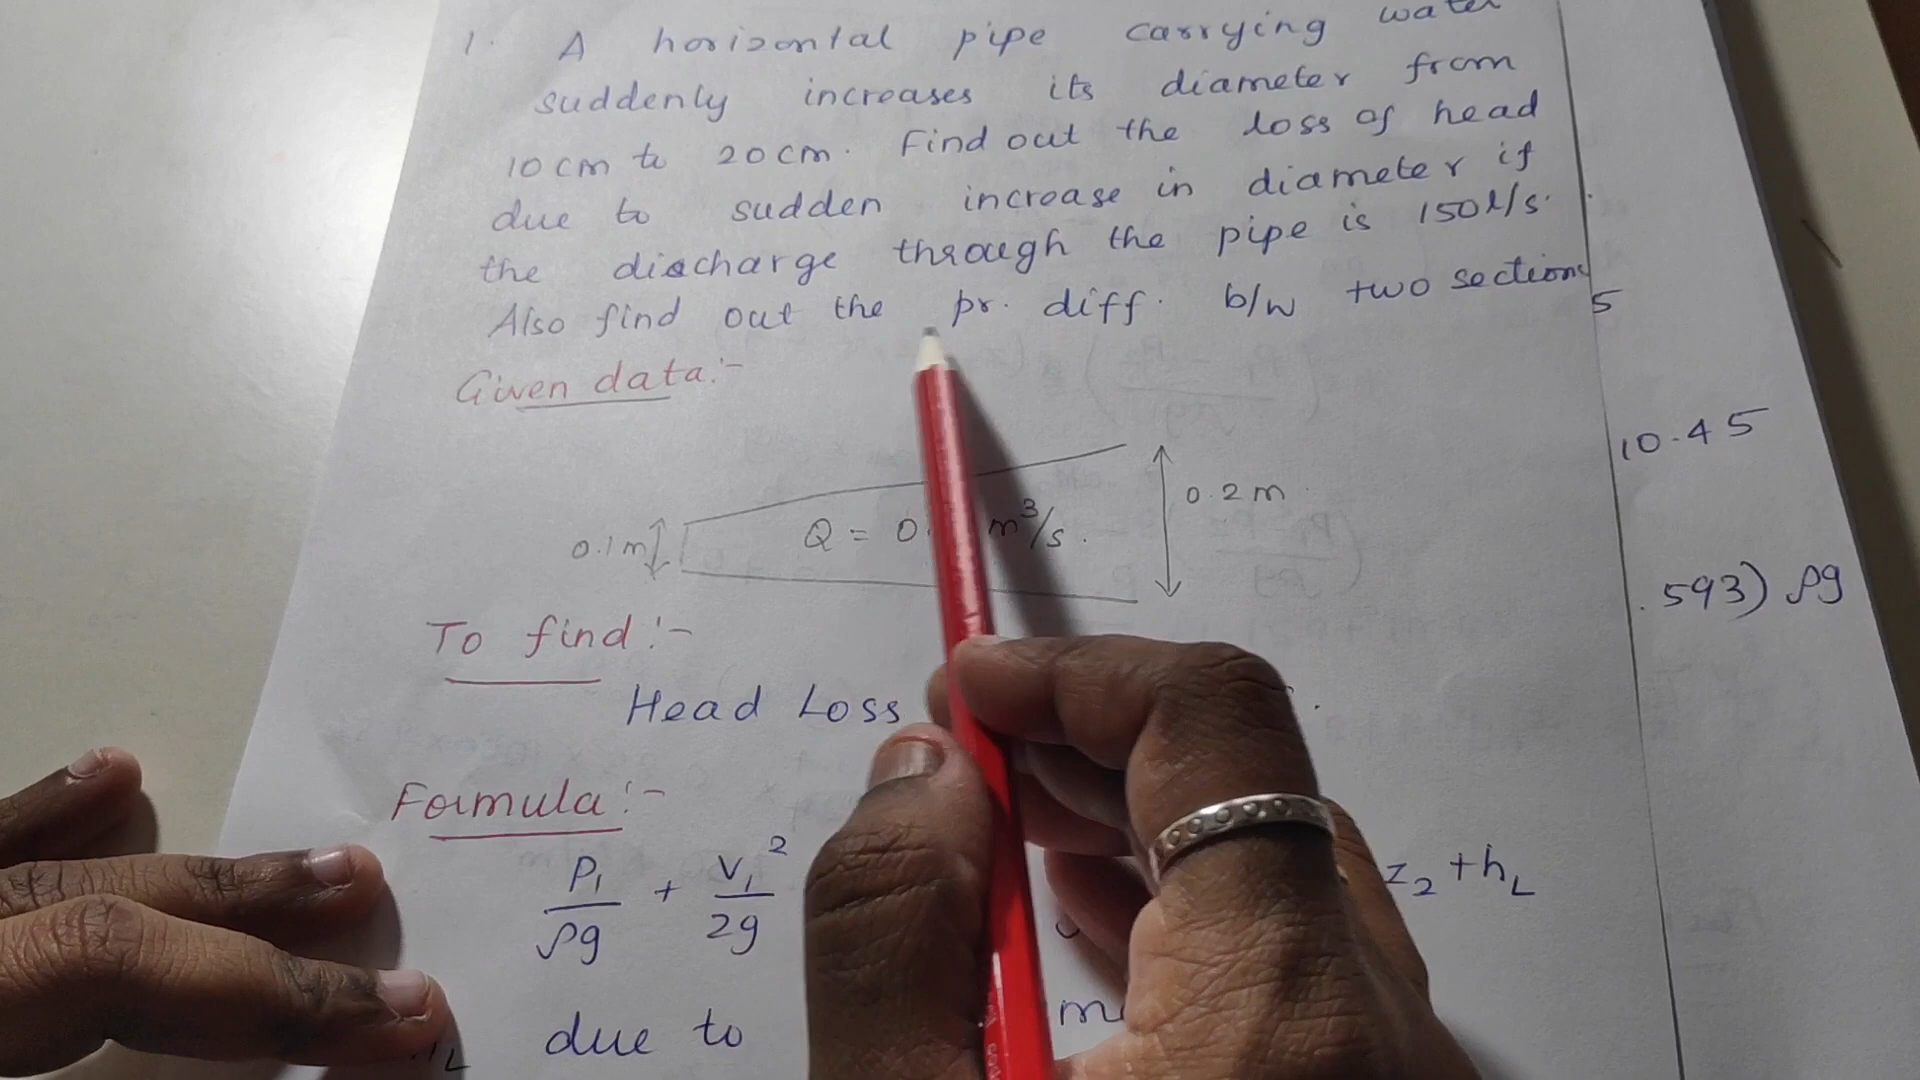 1. A horizontal pipe carrying water
suddenly increases its diameter from
10 cm to 20 cm. Find out the loss of head
due to sudden increase in diameter if
the discharge through the pipe is 150 l/s.
Also find out the pr. diff. b/w two sections
5
Given data:-
10.45
0.2 m
0.1 m
Q = 0. m³/s.
.593) ρg
To find:-
Head Loss
Formula:-
P₁/ρg + V₁²/2g z₂ + hL
due to